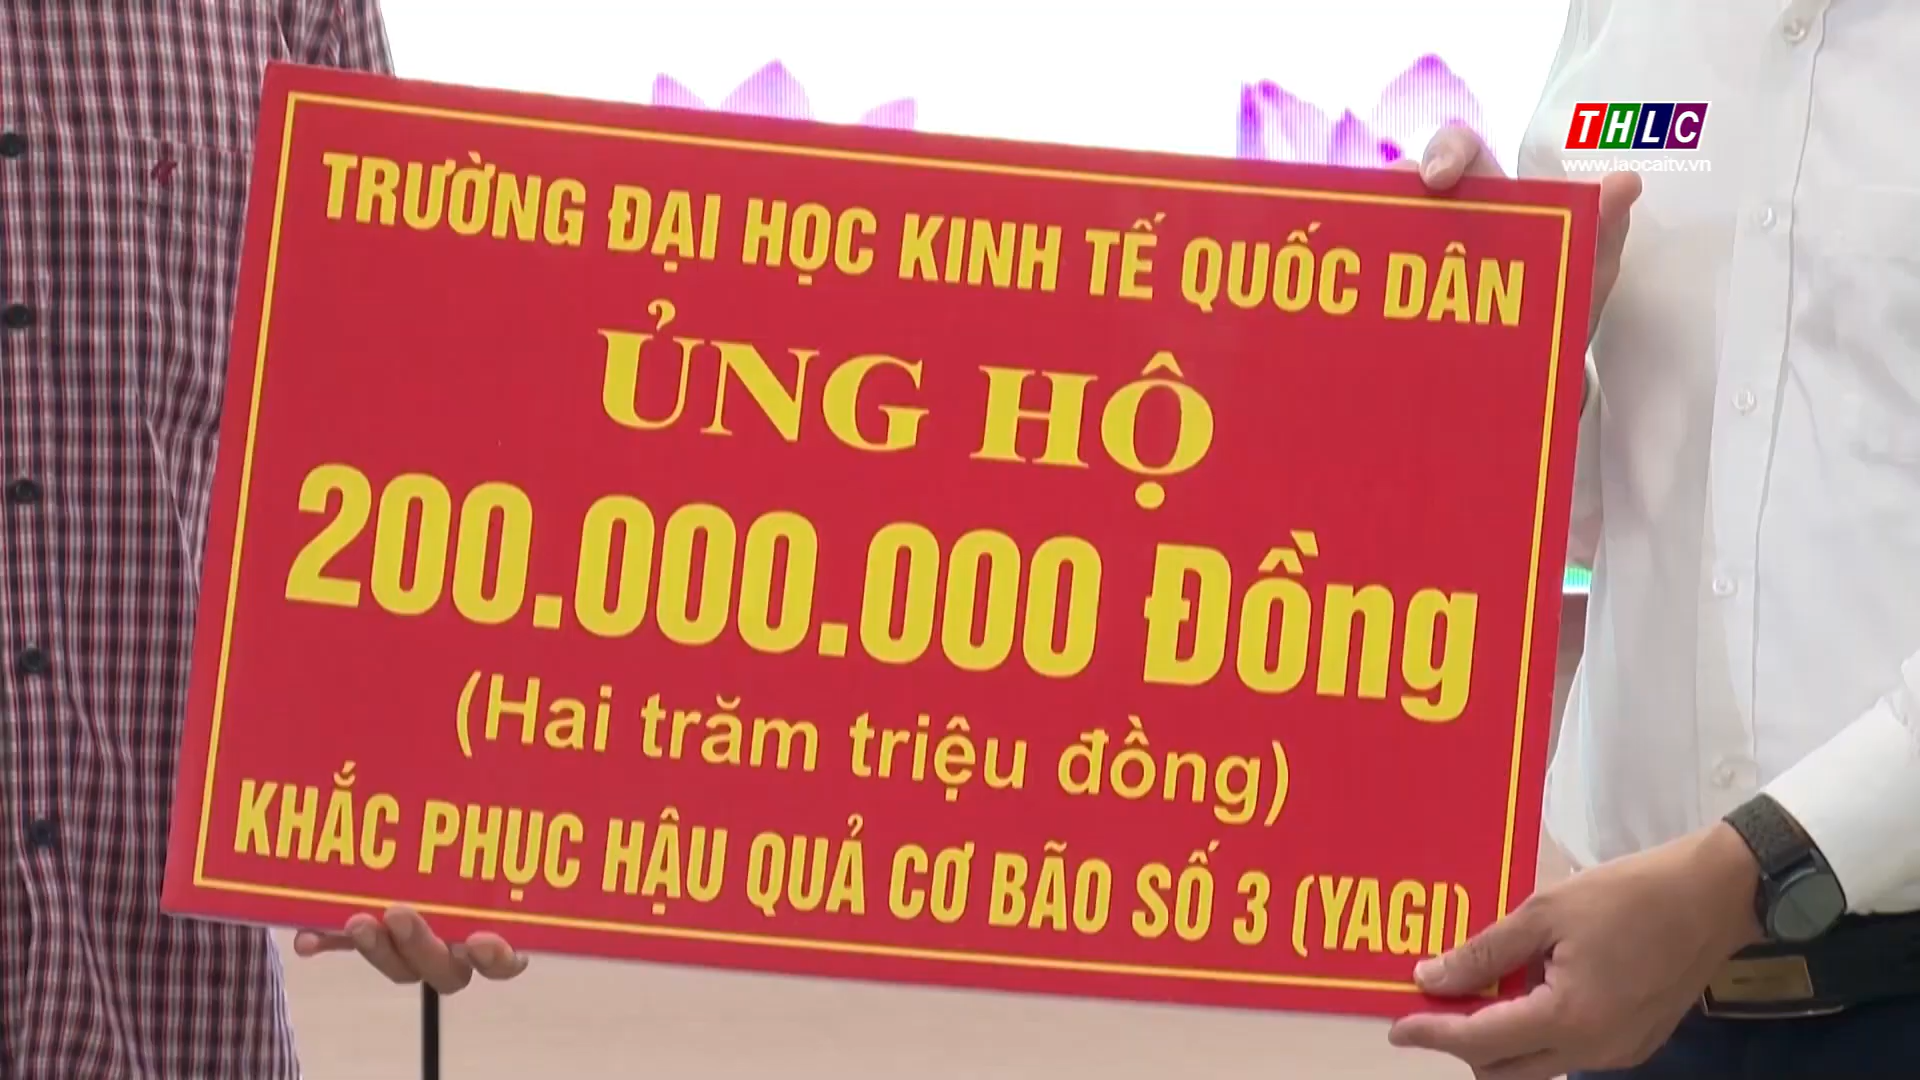 THLC
www.laocaitv.vn
TRƯỜNG ĐẠI HỌC KINH TẾ QUỐC DÂN
ỦNG HỘ
200.000.000 Đồng
(Hai trăm triệu đồng)
KHẮC PHỤC HẬU QUẢ CƠ BÃO SỐ 3 (YAGI)